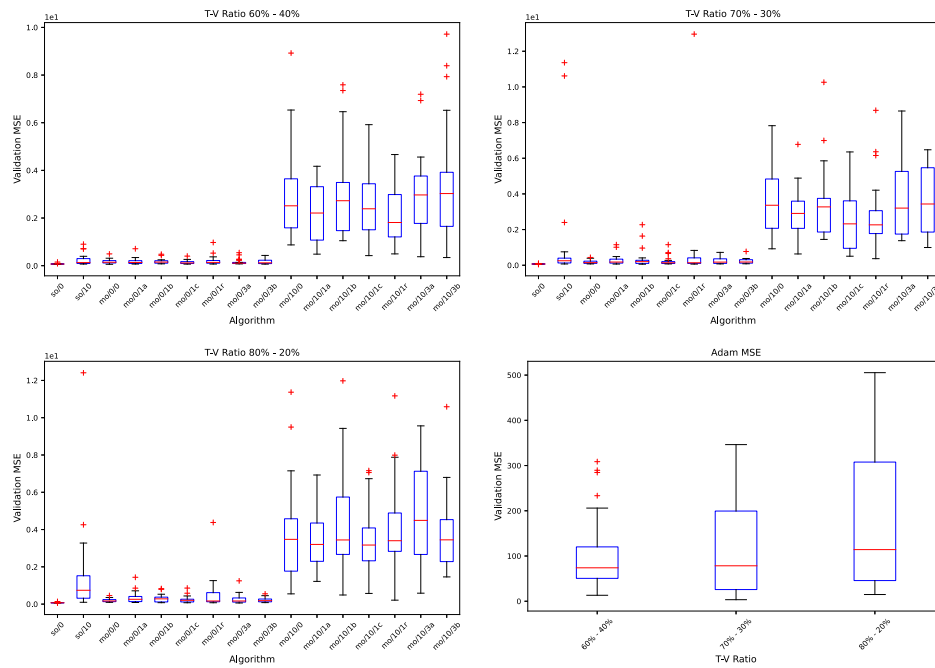 T-V Ratio 60% - 40%
1e1
1.0
0.8
0.6
0.4
0.2
0.0
Validation MSE
so/0
so/10
mo/0/0
mo/0/1a
mo/0/1b
mo/0/1c
mo/0/1r
mo/0/3a
mo/0/3b
mo/10/0
mo/10/1a
mo/10/1b
mo/10/1c
mo/10/1r
mo/10/3a
mo/10/3b
Algorithm
T-V Ratio 70% - 30%
1e1
1.2
1.0
0.8
0.6
0.4
0.2
0.0
Validation MSE
so/0
so/10
mo/0/0
mo/0/1a
mo/0/1b
mo/0/1c
mo/0/1r
mo/0/3a
mo/0/3b
mo/10/0
mo/10/1a
mo/10/1b
mo/10/1c
mo/10/1r
mo/10/3a
Algorithm
T-V Ratio 80% - 20%
1e1
1.2
1.0
0.8
0.6
0.4
0.2
0.0
Validation MSE
so/0
so/10
mo/0/0
mo/0/1a
mo/0/1b
mo/0/1c
mo/0/1r
mo/0/3a
mo/0/3b
mo/10/0
mo/10/1a
mo/10/1b
mo/10/1c
mo/10/1r
mo/10/3a
mo/10/3b
Algorithm
Adam MSE
500
400
300
200
100
0
Validation MSE
60% - 40%
70% - 30%
80% - 20%
T-V Ratio